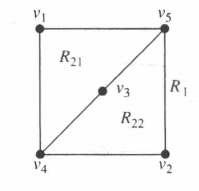 v₁ v₅
R₂₁
v₃ R₁
R₂₂
v₄ v₂